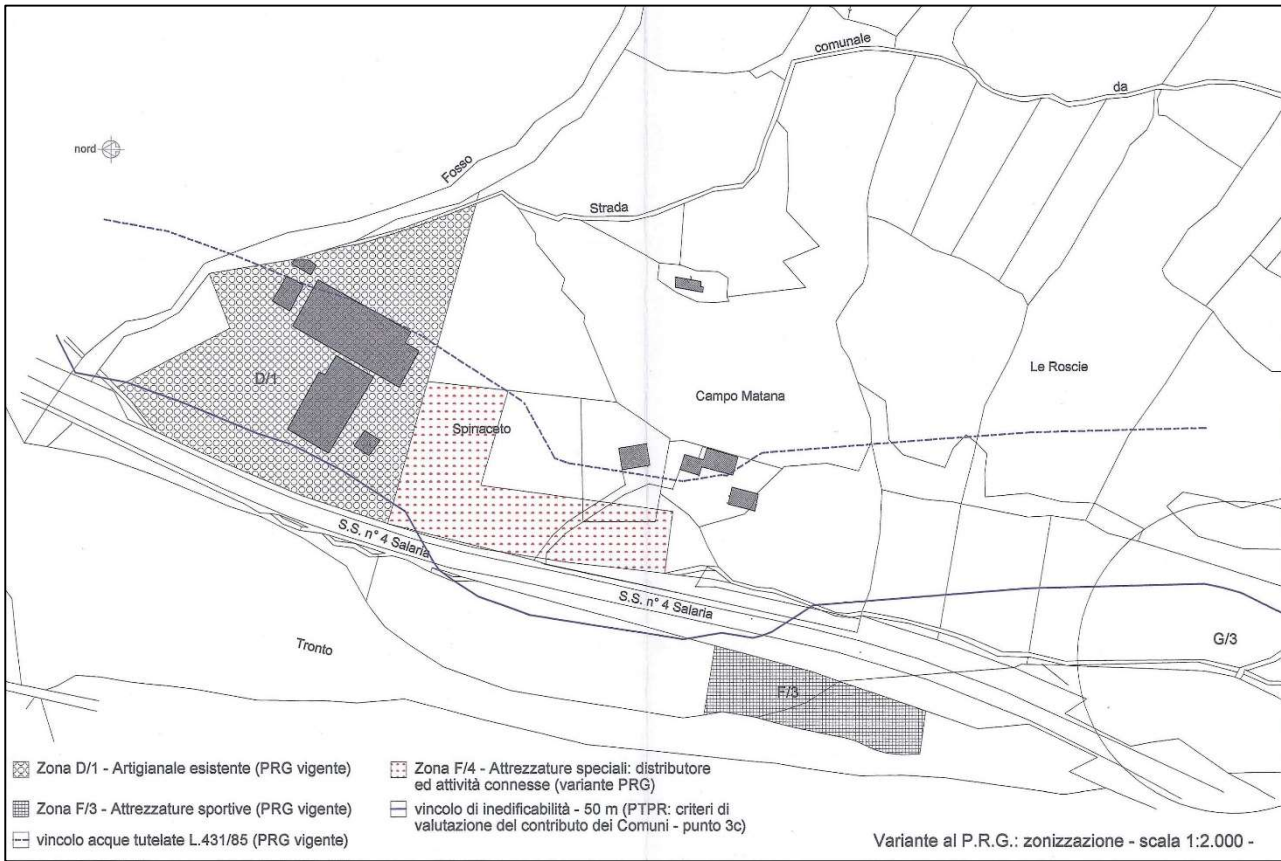 comunale
da
nord
Fosso
Strada
Le Roscie
Campo Matana
D/1
Spinaceto
S.S. n° 4 Salaria
S.S. n° 4 Salaria
G/3
Tronto
F/3
Zona D/1 - Artigianale esistente (PRG vigente)
Zona F/3 - Attrezzature sportive (PRG vigente)
vincolo acque tutelate L.431/85 (PRG vigente)
Zona F/4 - Attrezzature speciali: distributore
ed attività connesse (variante PRG)
vincolo di inedificabilità - 50 m (PTPR: criteri di
valutazione del contributo dei Comuni - punto 3c)
Variante al P.R.G.: zonizzazione - scala 1:2.000 -